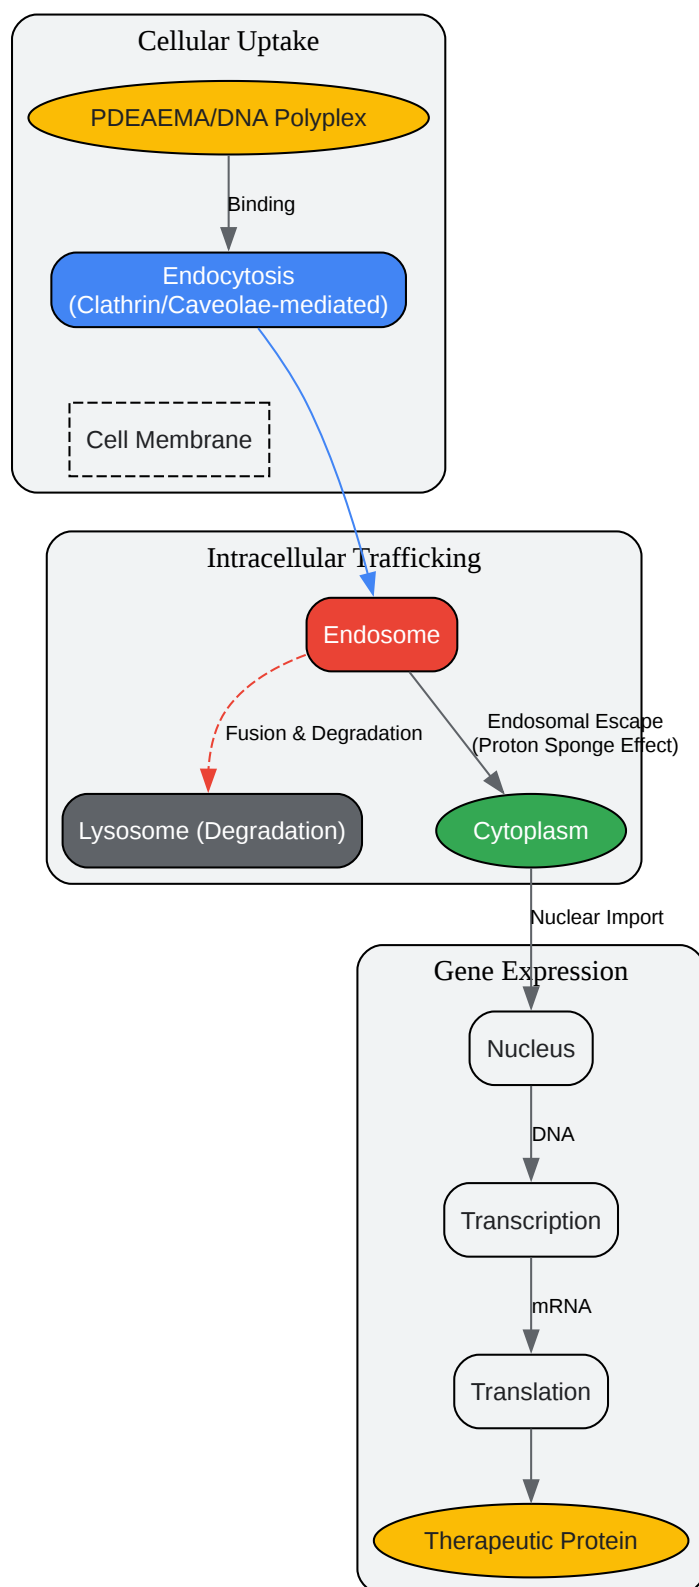 Cellular Uptake
PDEAEMA/DNA Polyplex
Binding
Endocytosis
(Clathrin/Caveolae-mediated)
Cell Membrane
Intracellular Trafficking
Endosome
Fusion & Degradation
Endosomal Escape
(Proton Sponge Effect)
Lysosome (Degradation)
Cytoplasm
Nuclear Import
Gene Expression
Nucleus
DNA
Transcription
mRNA
Translation
Therapeutic Protein